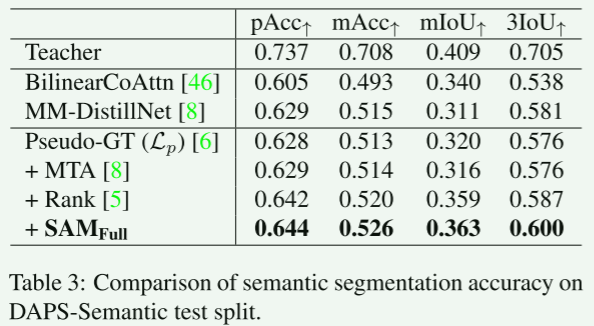 pAcc↑ mAcc↑ mIoU↑ 3IoU↑
Teacher 0.737 0.708 0.409 0.705
BilinearCoAttn [46] 0.605 0.493 0.340 0.538
MM-DistillNet [8] 0.629 0.515 0.311 0.581
Pseudo-GT (ℒp) [6] 0.628 0.513 0.320 0.576
+ MTA [8] 0.629 0.514 0.316 0.576
+ Rank [5] 0.642 0.520 0.359 0.587
+ SAMFull 0.644 0.526 0.363 0.600
Table 3: Comparison of semantic segmentation accuracy on
DAPS-Semantic test split.